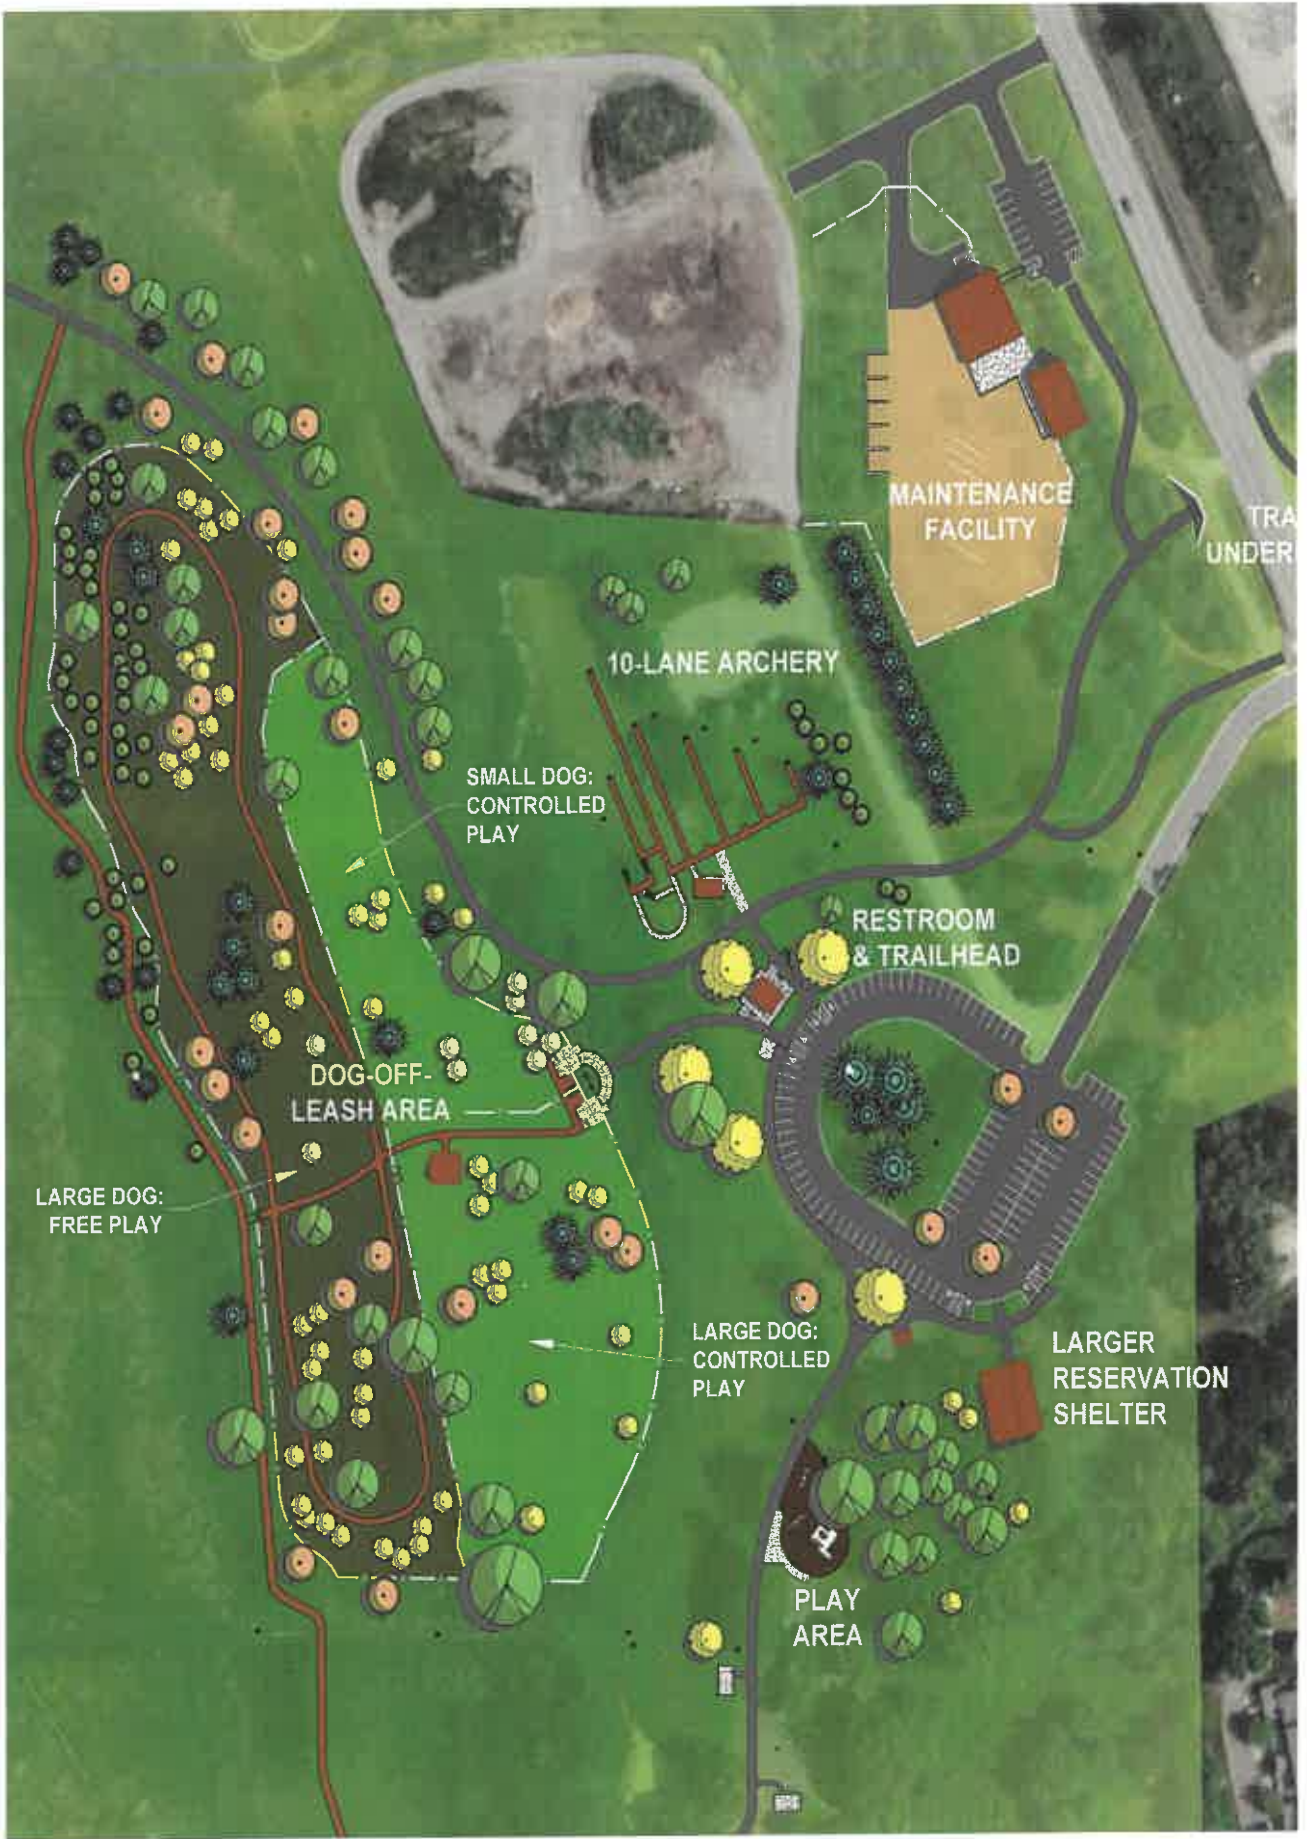 MAINTENANCE
FACILITY
TRA
UNDER
10-LANE ARCHERY
SMALL DOG:
CONTROLLED
PLAY
RESTROOM
& TRAILHEAD
DOG-OFF-
LEASH AREA
LARGE DOG:
FREE PLAY
LARGE DOG:
CONTROLLED
PLAY
LARGER
RESERVATION
SHELTER
PLAY
AREA